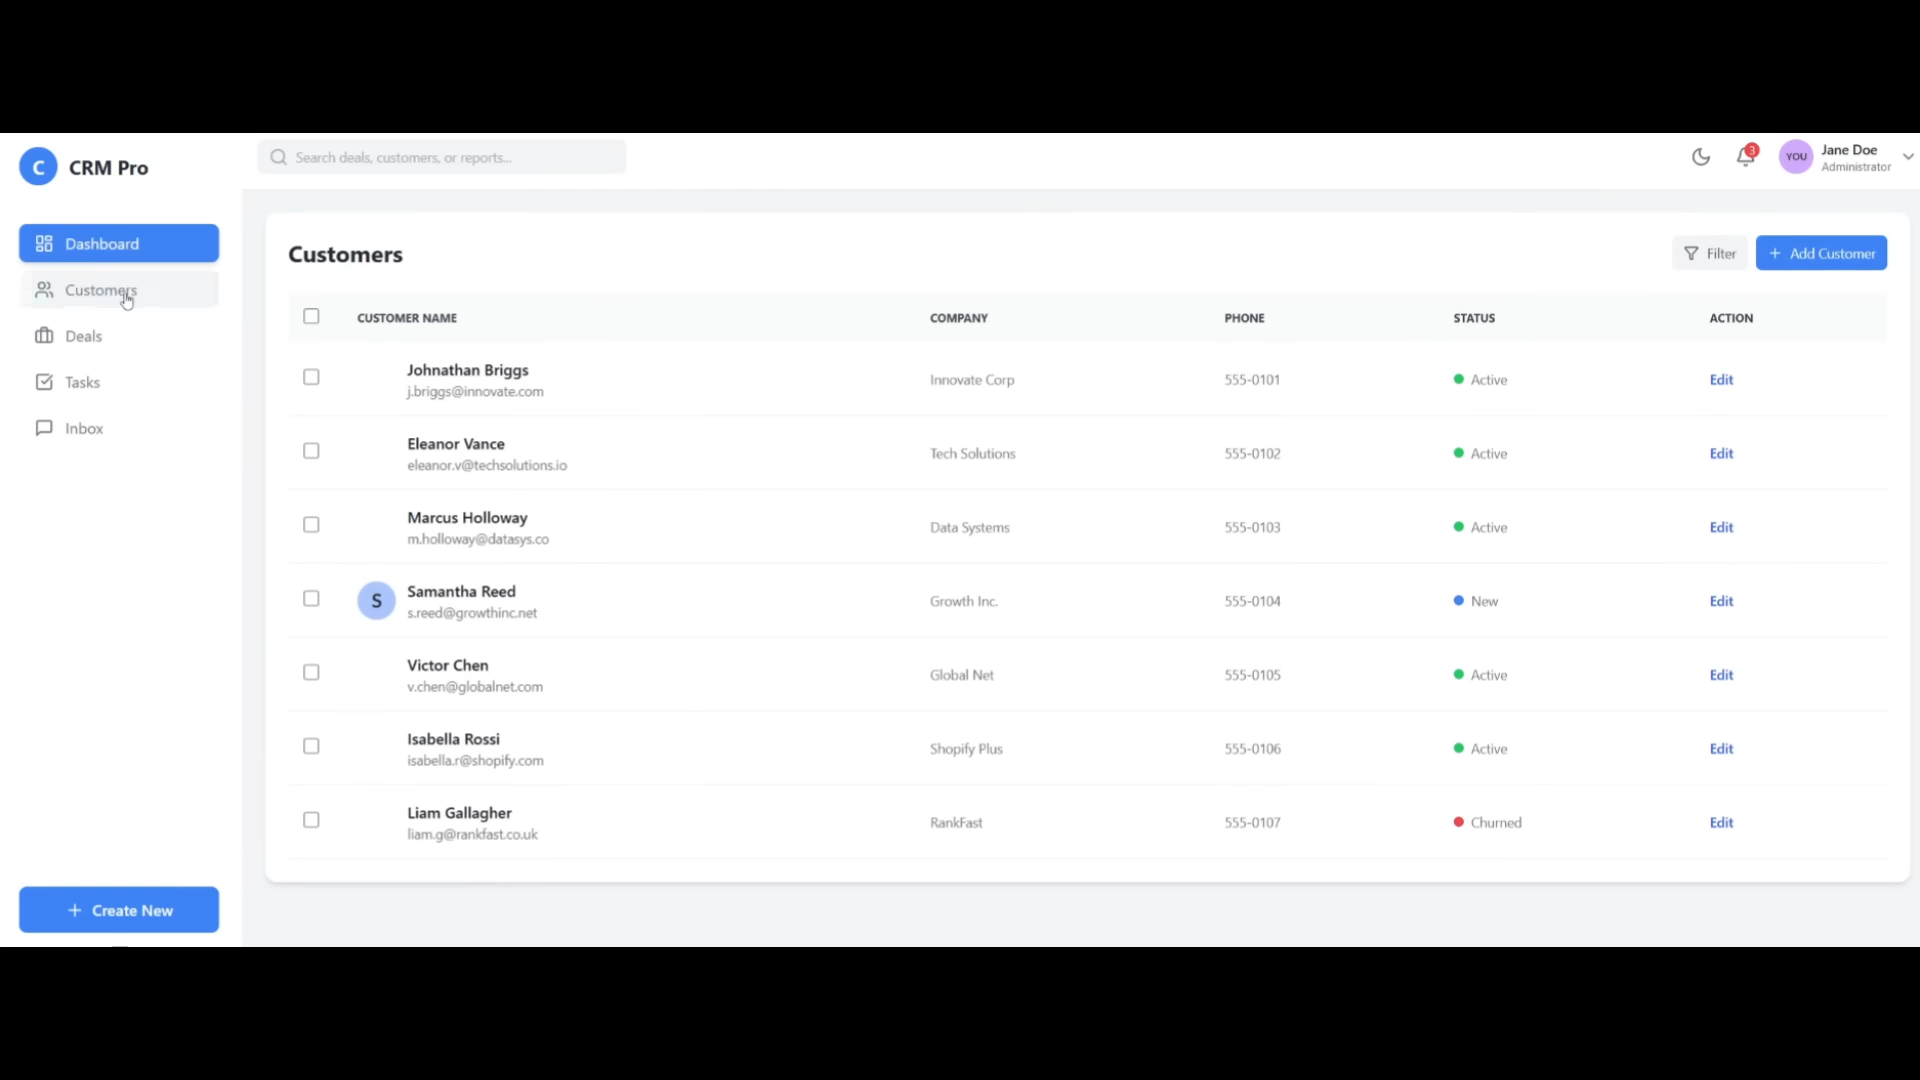 C CRM Pro
Search deals, customers, or reports...
3
YOU
Jane Doe
Administrator
Dashboard
Customers
Deals
Tasks
Inbox
Create New
Customers
Filter
Add Customer
CUSTOMER NAME COMPANY PHONE STATUS ACTION
Johnathan Briggs
j.briggs@innovate.com
Innovate Corp 555-0101 Active Edit
Eleanor Vance
eleanor.v@techsolutions.io
Tech Solutions 555-0102 Active Edit
Marcus Holloway
m.holloway@datasys.co
Data Systems 555-0103 Active Edit
S
Samantha Reed
s.reed@growthinc.net
Growth Inc. 555-0104 New Edit
Victor Chen
v.chen@globalnet.com
Global Net 555-0105 Active Edit
Isabella Rossi
isabella.r@shopify.com
Shopify Plus 555-0106 Active Edit
Liam Gallagher
liam.g@rankfast.co.uk
RankFast 555-0107 Churned Edit